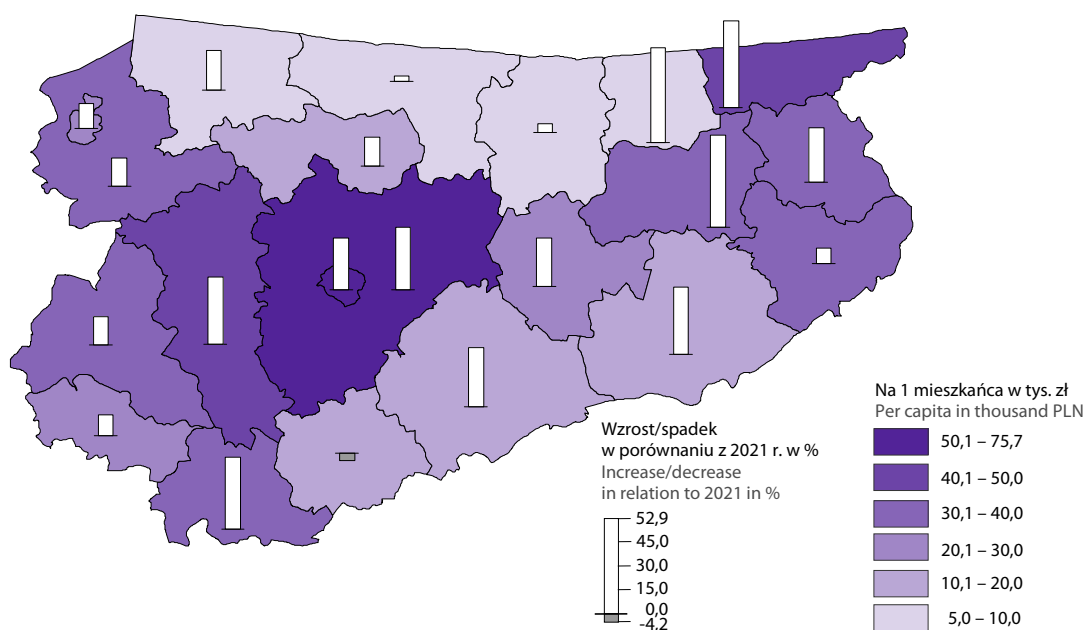 Wzrost/spadek
w porównaniu z 2021 r. w %
Increase/decrease
in relation to 2021 in %
52,9
45,0
30,0
15,0
0,0
-4,2
Na 1 mieszkańca w tys. zł
Per capita in thousand PLN
50,1 – 75,7
40,1 – 50,0
30,1 – 40,0
20,1 – 30,0
10,1 – 20,0
5,0 – 10,0